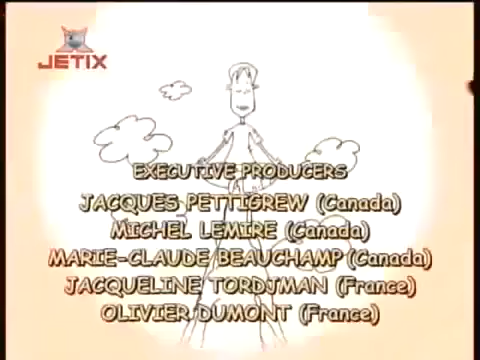 JETIX
EXECUTIVE PRODUCERS
JACQUES PETTIGREW (Canada)
MICHEL LEMIRE (Canada)
MARIE-CLAUDE BEAUCHAMP (Canada)
JACQUELINE TORDJMAN (France)
OLIVIER DUMONT (France)